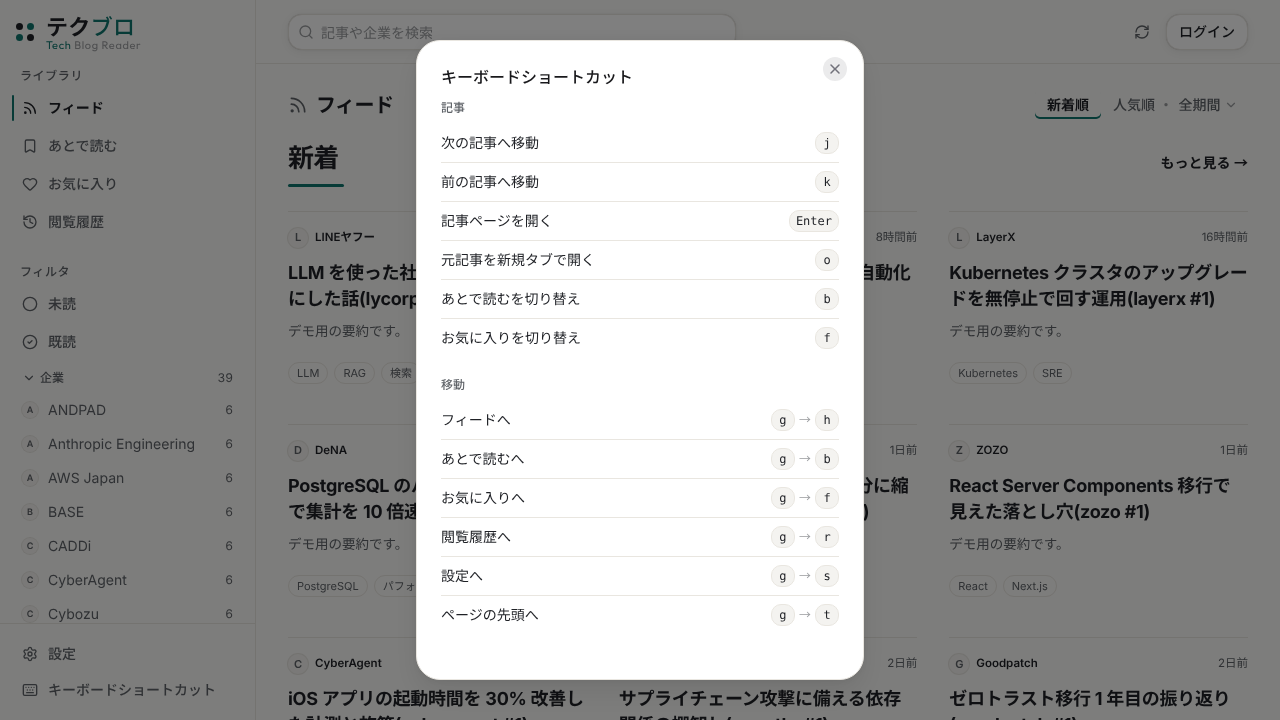 テクブロ
Tech Blog Reader
ライブラリ
フィード
あとで読む
お気に入り
閲覧履歴
フィルタ
未読
既読
企業 39
A ANDPAD 6
A Anthropic Engineering 6
A AWS Japan 6
B BASE 6
C CADDi 6
C CyberAgent 6
C Cybozu 6
設定
キーボードショートカット
記事や企業を検索
ログイン
フィード
新着順 人気順 • 全期間
新着
もっと見る →
L LINEヤフー
LLM を使った社
にした話(lycorp
デモ用の要約です。
LLM RAG 検索
8時間前
自動化
L LayerX 16時間前
Kubernetes クラスタのアップグレー
ドを無停止で回す運用(layerx #1)
デモ用の要約です。
Kubernetes SRE
D DeNA
PostgreSQL の
で集計を 10 倍速
デモ用の要約です。
PostgreSQL パフォ
1日前
分に縮
)
Z ZOZO 1日前
React Server Components 移行で
見えた落とし穴(zozo #1)
デモ用の要約です。
React Next.js
C CyberAgent
iOS アプリの起動時間を 30% 改善し
2日前
サプライチェーン攻撃に備える依存
G Goodpatch 2日前
ゼロトラスト移行 1 年目の振り返り
キーボードショートカット
記事
次の記事へ移動 j
前の記事へ移動 k
記事ページを開く Enter
元記事を新規タブで開く o
あとで読むを切り替え b
お気に入りを切り替え f
移動
フィードへ g → h
あとで読むへ g → b
お気に入りへ g → f
閲覧履歴へ g → r
設定へ g → s
ページの先頭へ g → t